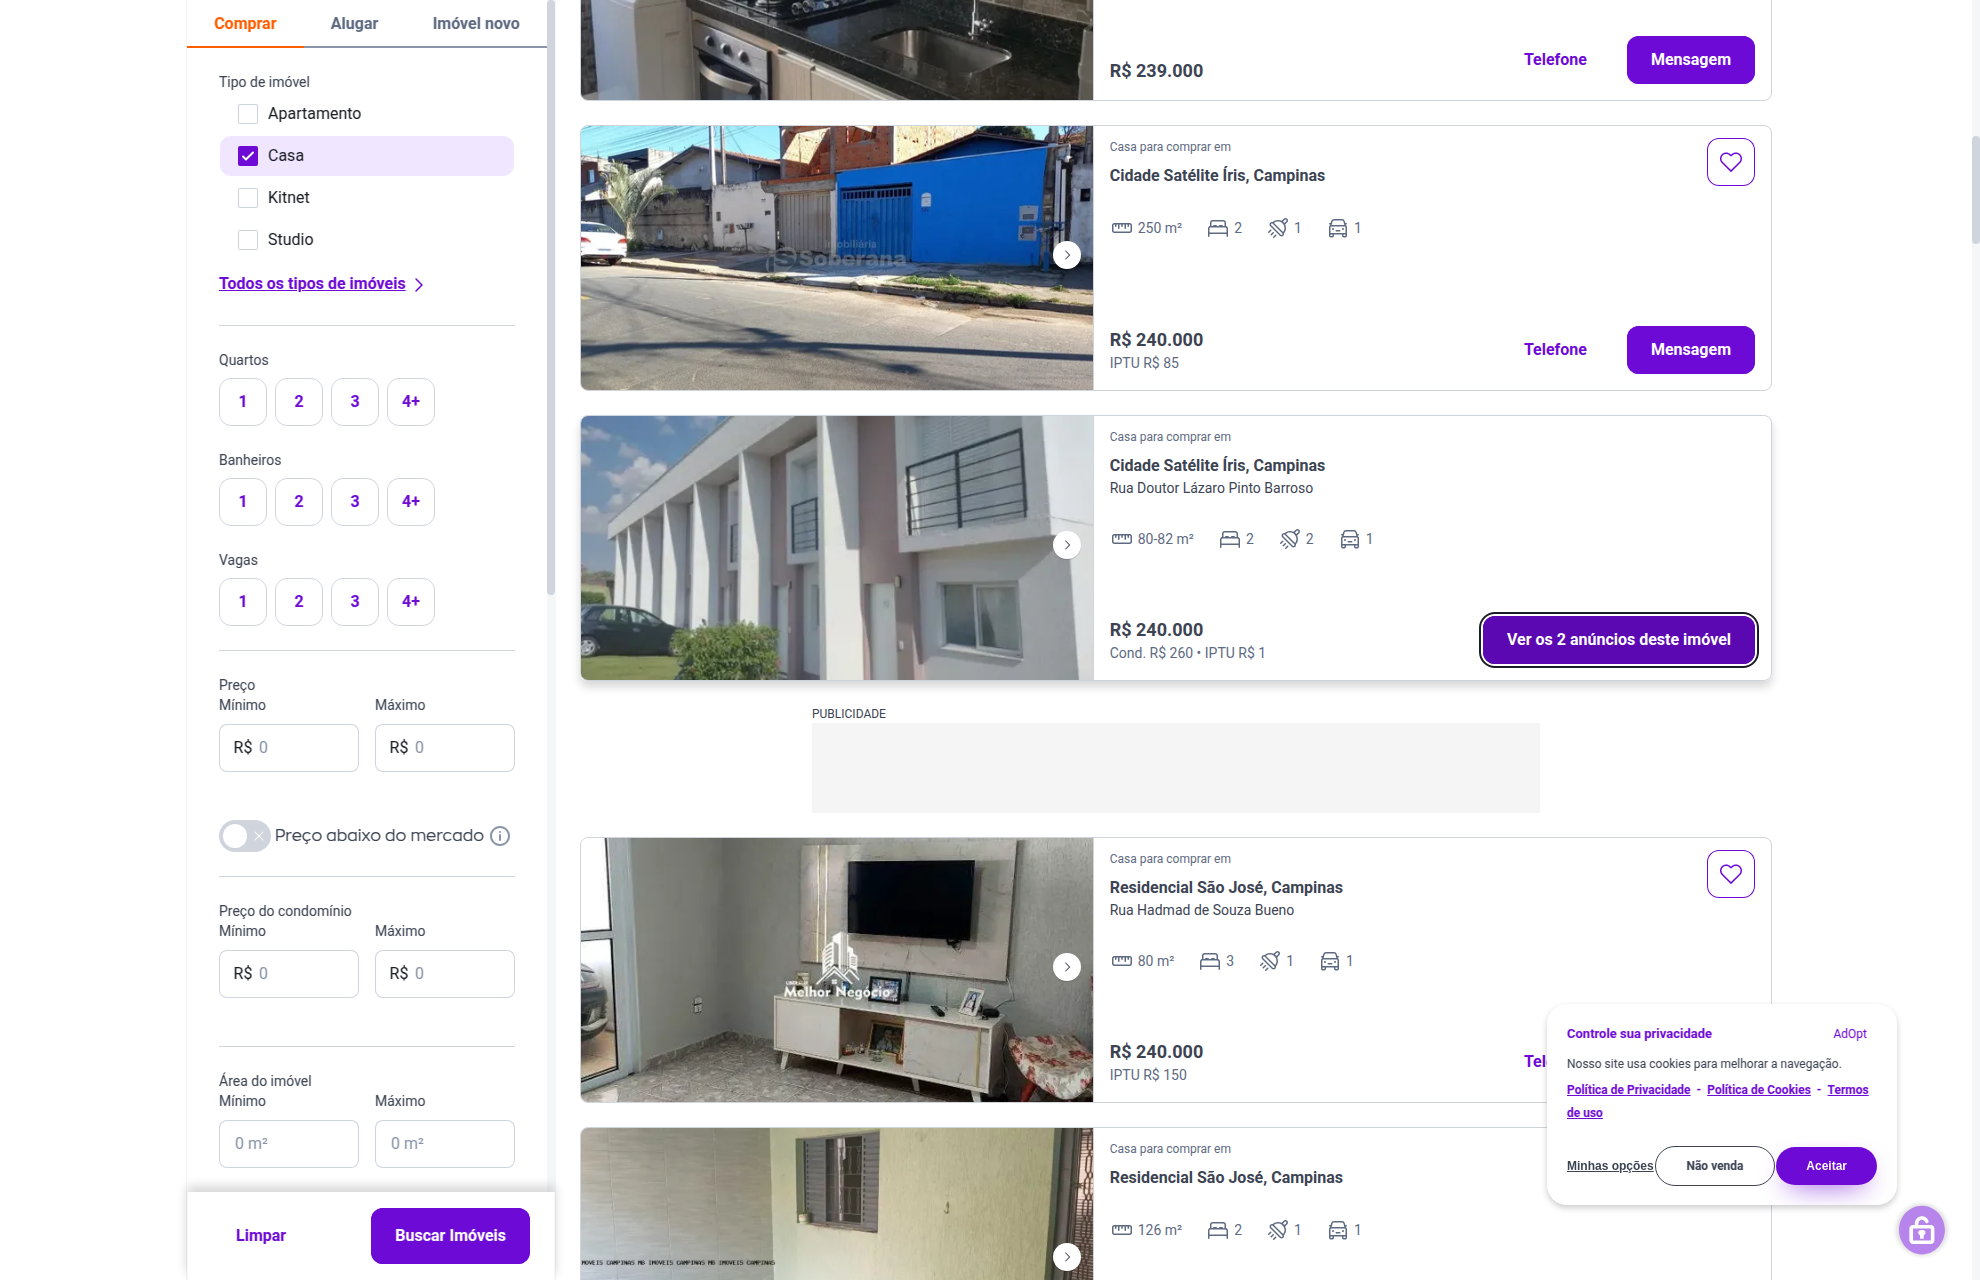 Comprar
Alugar
Imóvel novo
Tipo de imóvel
Apartamento
Casa
Kitnet
Studio
Todos os tipos de imóveis
Quartos
1
2
3
4+
Banheiros
1
2
3
4+
Vagas
1
2
3
4+
Preço
Mínimo
Máximo
R$ 0
R$ 0
Preço abaixo do mercado
Preço do condomínio
Mínimo
Máximo
R$ 0
R$ 0
Área do imóvel
Mínimo
Máximo
0 m²
0 m²
Limpar
Buscar Imóveis
R$ 239.000
Telefone
Mensagem
Imobiliária
Soberana
Casa para comprar em
Cidade Satélite Íris, Campinas
250 m²
2
1
1
R$ 240.000
IPTU R$ 85
Telefone
Mensagem
Casa para comprar em
Cidade Satélite Íris, Campinas
Rua Doutor Lázaro Pinto Barroso
80-82 m²
2
2
1
R$ 240.000
Cond. R$ 260 • IPTU R$ 1
Ver os 2 anúncios deste imóvel
PUBLICIDADE
Melhor Negócio
Casa para comprar em
Residencial São José, Campinas
Rua Hadmad de Souza Bueno
80 m²
3
1
1
R$ 240.000
IPTU R$ 150
Tel
MOVEIS CAMPINAS MB IMOVEIS CAMPINAS MB IMOVEIS CAMPINAS
Casa para comprar em
Residencial São José, Campinas
126 m²
2
1
1
Controle sua privacidade
AdOpt
Nosso site usa cookies para melhorar a navegação.
Política de Privacidade - Política de Cookies - Termos
de uso
Minhas opções
Não venda
Aceitar